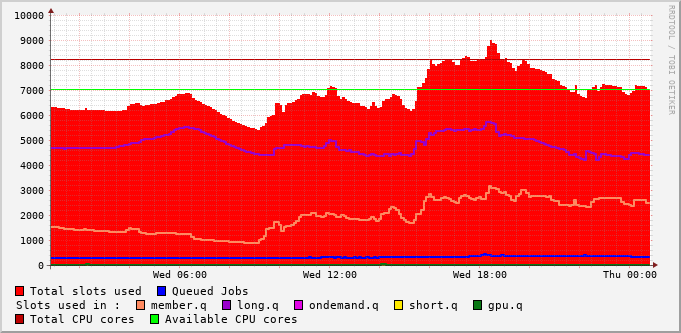 10000
9000
8000
7000
6000
5000
4000
3000
2000
1000
0
Wed 06:00 Wed 12:00 Wed 18:00 Thu 00:00
RRDTOOL / TOBI OETIKER
Total slots used Queued Jobs
Slots used in : member.q long.q ondemand.q short.q gpu.q
Total CPU cores Available CPU cores